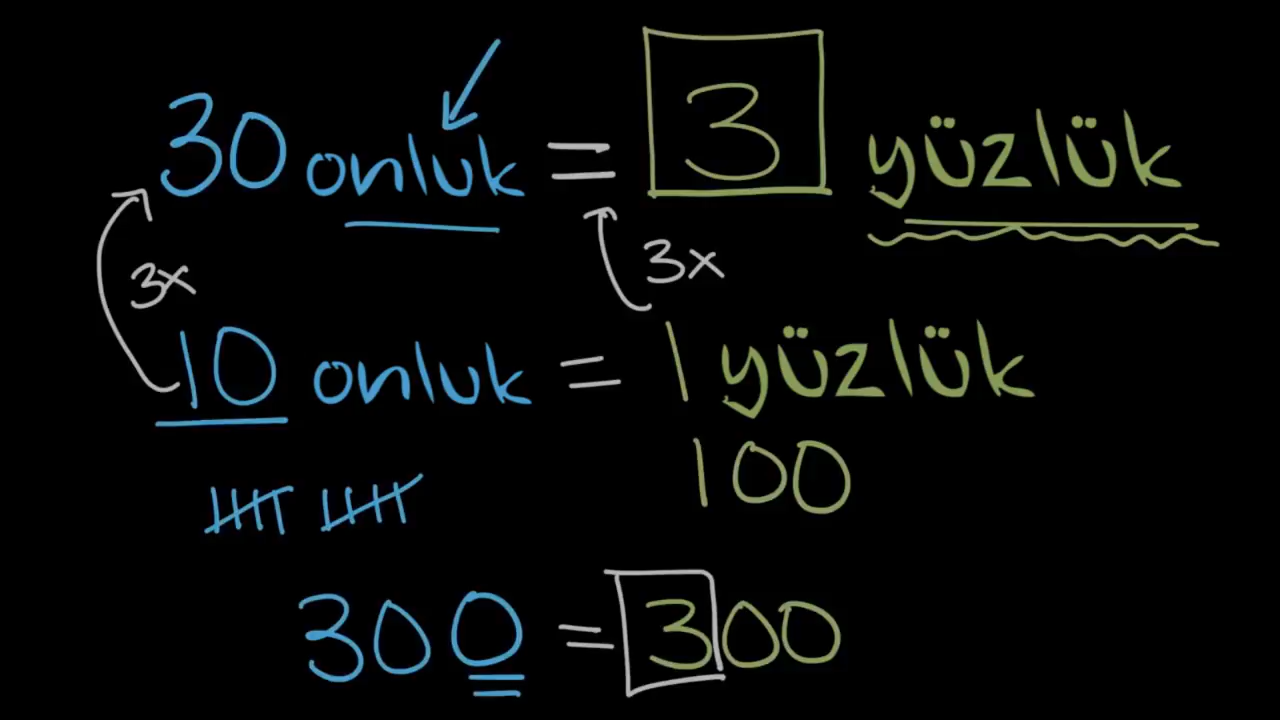 30 onluk = 3 yüzlük
3x 3x
10 onluk = 1 yüzlük
100
300 = 300